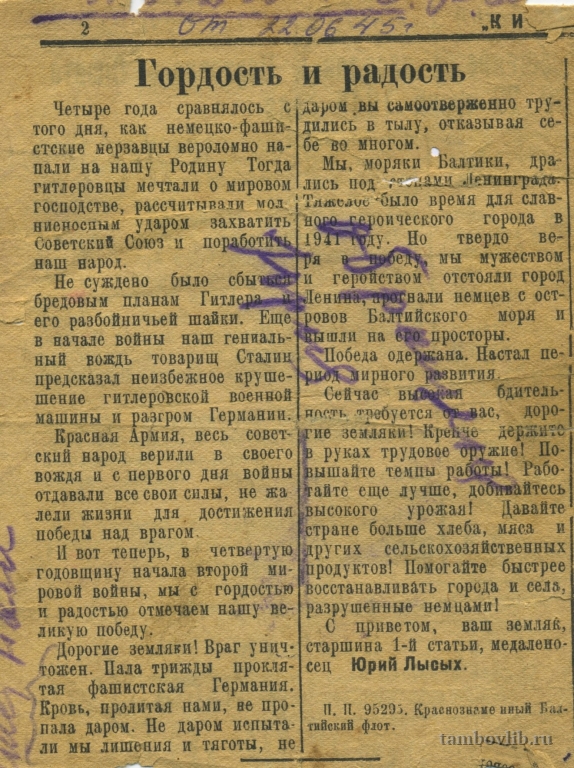 2
от 22 06 45 г
„КИ
Гордость и радость
Четыре года сравнялось с
того дня, как немецко-фаши-
стские мерзавцы вероломно на-
пали на нашу Родину Тогда
гитлеровцы мечтали о мировом
господстве, рассчитывали мол
ниеносным ударом захватить
Советский Союз и поработить
наш народ.
Не суждено было сбыться
бредовым планам Гитлера и
его разбойничьей шайки. Еще
в начале войны наш гениаль-
ный вождь товарищ Сталин
предсказал неизбежное круше-
шение гитлеровской военной
машины и разгром Германии.
Красная Армия, весь совет-
ский народ верили в своего
вождя и с первого дня войны
отдавали все свои силы, не жа
лели жизни для достижения
победы над врагом.
И вот теперь, в четвертую
годовщину начала второй ми-
ровой войны, мы с гордостью
и радостью отмечаем нашу ве-
ликую победу.
Дорогие земляки! Враг унич-
тожен. Пала трижды прокля-
тая фашистская Германия.
Кровь, пролитая нами, не про-
пала даром. Не даром испыта-
ли мы лишения и тяготы, не
даром вы самоотверженно тру-
дились в тылу, отказывая се-
бе во многом.
Мы, моряки Балтики, дра-
лись под стенами Ленинграда.
Тяжелое было время для слав-
ного героического города в
1941 году. Но твердо ве-
ря в победу, мы мужеством
и геройством отстояли город
Ленина, прогнали немцев с ост-
ровов Балтийского моря и
вышли на его просторы.
Победа одержана. Настал пе-
риод мирного развития.
Сейчас высокая бдитель-
ность требуется от вас, доро-
гие земляки! Крепче держите
в руках трудовое оружие! По-
вышайте темпы работы! Рабо-
тайте еще лучше, добивайтесь
высокого урожая! Давайте
стране больше хлеба, мяса и
других сельскохозяйственных
продуктов! Помогайте быстрее
восстанавливать города и села,
разрушенные немцами!
С приветом, ваш земляк,
старшина 1-й статьи, медалено-
сец Юрий Лысых.
П. П. 95295. Краснознаменный Бал-
тийский флот.
tambovlib.ru